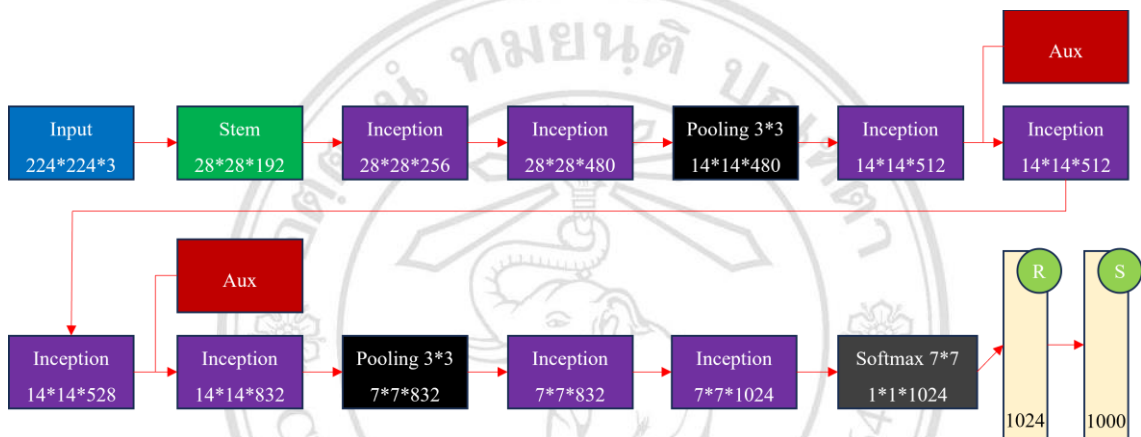 Aux
Input
224*224*3
Stem
28*28*192
Inception
28*28*256
Inception
28*28*480
Pooling 3*3
14*14*480
Inception
14*14*512
Inception
14*14*512
Aux
Inception
14*14*528
Inception
14*14*832
Pooling 3*3
7*7*832
Inception
7*7*832
Inception
7*7*1024
Softmax 7*7
1*1*1024
R
1024
S
1000